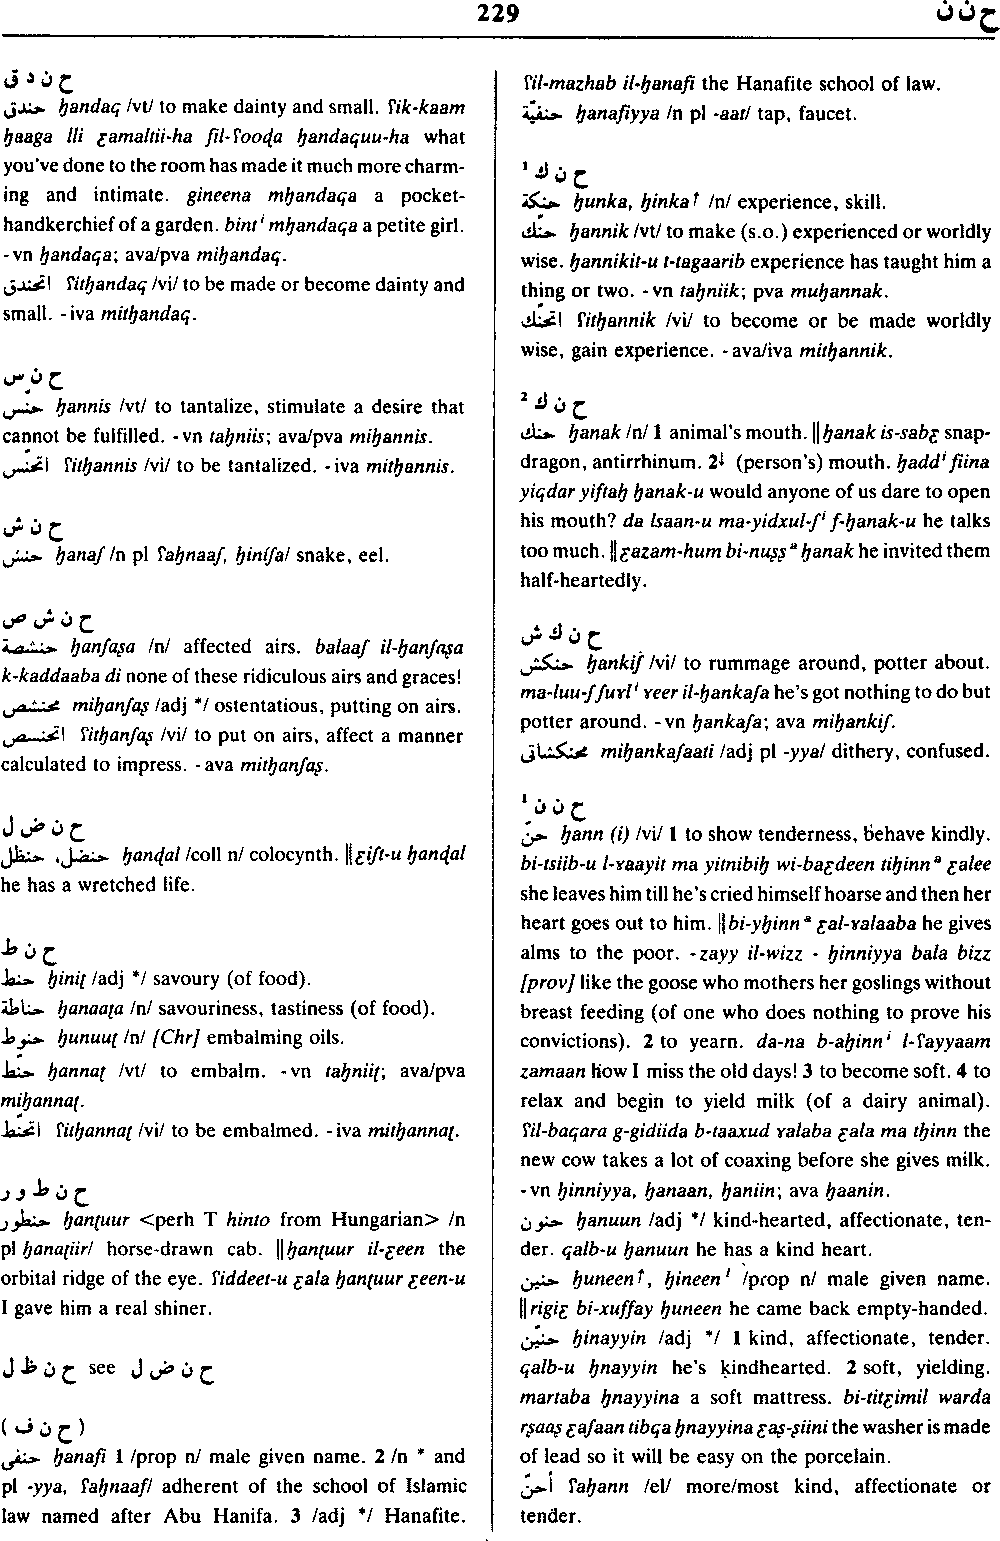 229
ح ن ن
ح ن د ق
حندق ḥandaq /vt/ to make dainty and small. ʕik-kaam
ḥaaga lli ɛamaltii-ha fil-ʕooḍa ḥandaquu-ha what
you've done to the room has made it much more charm-
ing and intimate. gineena mḥandaqa a pocket-
handkerchief of a garden. bint ⁱ mḥandaqa a petite girl.
-vn ḥandaqa; ava/pva miḥandaq.
اتحندق ʕitḥandaq /vi/ to be made or become dainty and
small. -iva mitḥandaq.
ح ن س
حنّس ḥannis /vt/ to tantalize, stimulate a desire that
cannot be fulfilled. -vn taḥniis; ava/pva miḥannis.
اتحنّس ʕitḥannis /vi/ to be tantalized. -iva mitḥannis.
ح ن ش
حنش ḥanaʃ /n pl ʕaḥnaaʃ, ḥiniʃa/ snake, eel.
ح ن ش ص
حنشصة ḥanʃaṣa /n/ affected airs. balaaʃ il-ḥanʃaṣa
k-kaddaaba di none of these ridiculous airs and graces!
محنشص miḥanʃaṣ /adj */ ostentatious, putting on airs.
اتحنشص ʕitḥanʃaṣ /vi/ to put on airs, affect a manner
calculated to impress. -ava mitḥanʃaṣ.
ح ن ض ل
حنضل، حنظل ḥanḍal /coll n/ colocynth. ‖ɛift-u ḥanḍal
he has a wretched life.
ح ن ط
حنط ḥiniṭ /adj */ savoury (of food).
حناطة ḥanaaṭa /n/ savouriness, tastiness (of food).
حنوط ḥunuuṭ /n/ [Chr] embalming oils.
حنّط ḥannaṭ /vt/ to embalm. -vn taḥniiṭ; ava/pva
miḥannaṭ.
اتحنّط ʕitḥannaṭ /vi/ to be embalmed. -iva mitḥannaṭ.
ح ن ط و ر
حنطور ḥanṭuur <perh T hinto from Hungarian> /n
pl ḥanaṭiir/ horse-drawn cab. ‖ḥanṭuur il-ɛeen the
orbital ridge of the eye. ʕiddeet-u ɛala ḥanṭuur ɛeen-u
I gave him a real shiner.
ح ن ظ ل see ح ن ض ل
(ح ن ف)
حنفي ḥanafi 1 /prop n/ male given name. 2 /n * and
pl -yya, ʕaḥnaaf/ adherent of the school of Islamic
law named after Abu Hanifa. 3 /adj */ Hanafite.
ʕil-mazhab il-ḥanafi the Hanafite school of law.
حنفيّة ḥanafiyya /n pl -aat/ tap, faucet.
ح ن ك ¹
حنكة ḥunka, ḥinka↑ /n/ experience, skill.
حنّك ḥannik /vt/ to make (s.o.) experienced or worldly
wise. ḥannikit-u t-tagaarib experience has taught him a
thing or two. -vn taḥniik; pva muḥannak.
اتحنّك ʕitḥannik /vi/ to become or be made worldly
wise, gain experience. -ava/iva mitḥannik.
ح ن ك ²
حنك ḥanak /n/ 1 animal's mouth. ‖ḥanak is-sabɛ snap-
dragon, antirrhinum. 2↓ (person's) mouth. ḥadd ⁱ fiina
yiqdar yiftaḥ ḥanak-u would anyone of us dare to open
his mouth? da lsaan-u ma-yidxul-ʃ ⁱ f-ḥanak-u he talks
too much. ‖ɛazam-hum bi-nuṣṣ ᵃ ḥanak he invited them
half-heartedly.
ح ن ك ش
حنكش ḥankiʃ /vi/ to rummage around, potter about.
ma-luu-ʃ ʃuɣl ⁱ ɣeer il-ḥankaʃa he's got nothing to do but
potter around. -vn ḥankaʃa; ava miḥankiʃ.
محنكشاتي miḥankaʃaati /adj pl -yya/ dithery, confused.
ح ن ن ¹
حنّ ḥann (i) /vi/ 1 to show tenderness, behave kindly.
bi-tsiib-u l-ɣaayit ma yitnibiḥ wi-baɛdeen tiḥinn ᵃ ɛalee
she leaves him till he's cried himself hoarse and then her
heart goes out to him. ‖bi-yḥinn ᵃ ɛal-ɣalaaba he gives
alms to the poor. -zayy il-wizz - ḥinniyya bala bizz
[prov] like the goose who mothers her goslings without
breast feeding (of one who does nothing to prove his
convictions). 2 to yearn. da-na b-aḥinn ⁱ l-ʕayyaam
zamaan how I miss the old days! 3 to become soft. 4 to
relax and begin to yield milk (of a dairy animal).
ʕil-baqara g-gidiida b-taaxud ɣalaba ɛala ma tḥinn the
new cow takes a lot of coaxing before she gives milk.
-vn ḥinniyya, ḥanaan, ḥaniin; ava ḥaanin.
حنون ḥanuun /adj */ kind-hearted, affectionate, ten-
der. qalb-u ḥanuun he has a kind heart.
حنين ḥuneen↑, ḥineen ˡ /prop n/ male given name.
‖rigiɛ bi-xuffay ḥuneen he came back empty-handed.
حنيّن ḥinayyin /adj */ 1 kind, affectionate, tender.
qalb-u ḥnayyin he's kindhearted. 2 soft, yielding.
martaba ḥnayyina a soft mattress. bi-titɛimil warda
rṣaaṣ ɛaʃaan tibqa ḥnayyina ɛaṣ-ṣiini the washer is made
of lead so it will be easy on the porcelain.
أحنّ ʕaḥann /el/ more/most kind, affectionate or
tender.